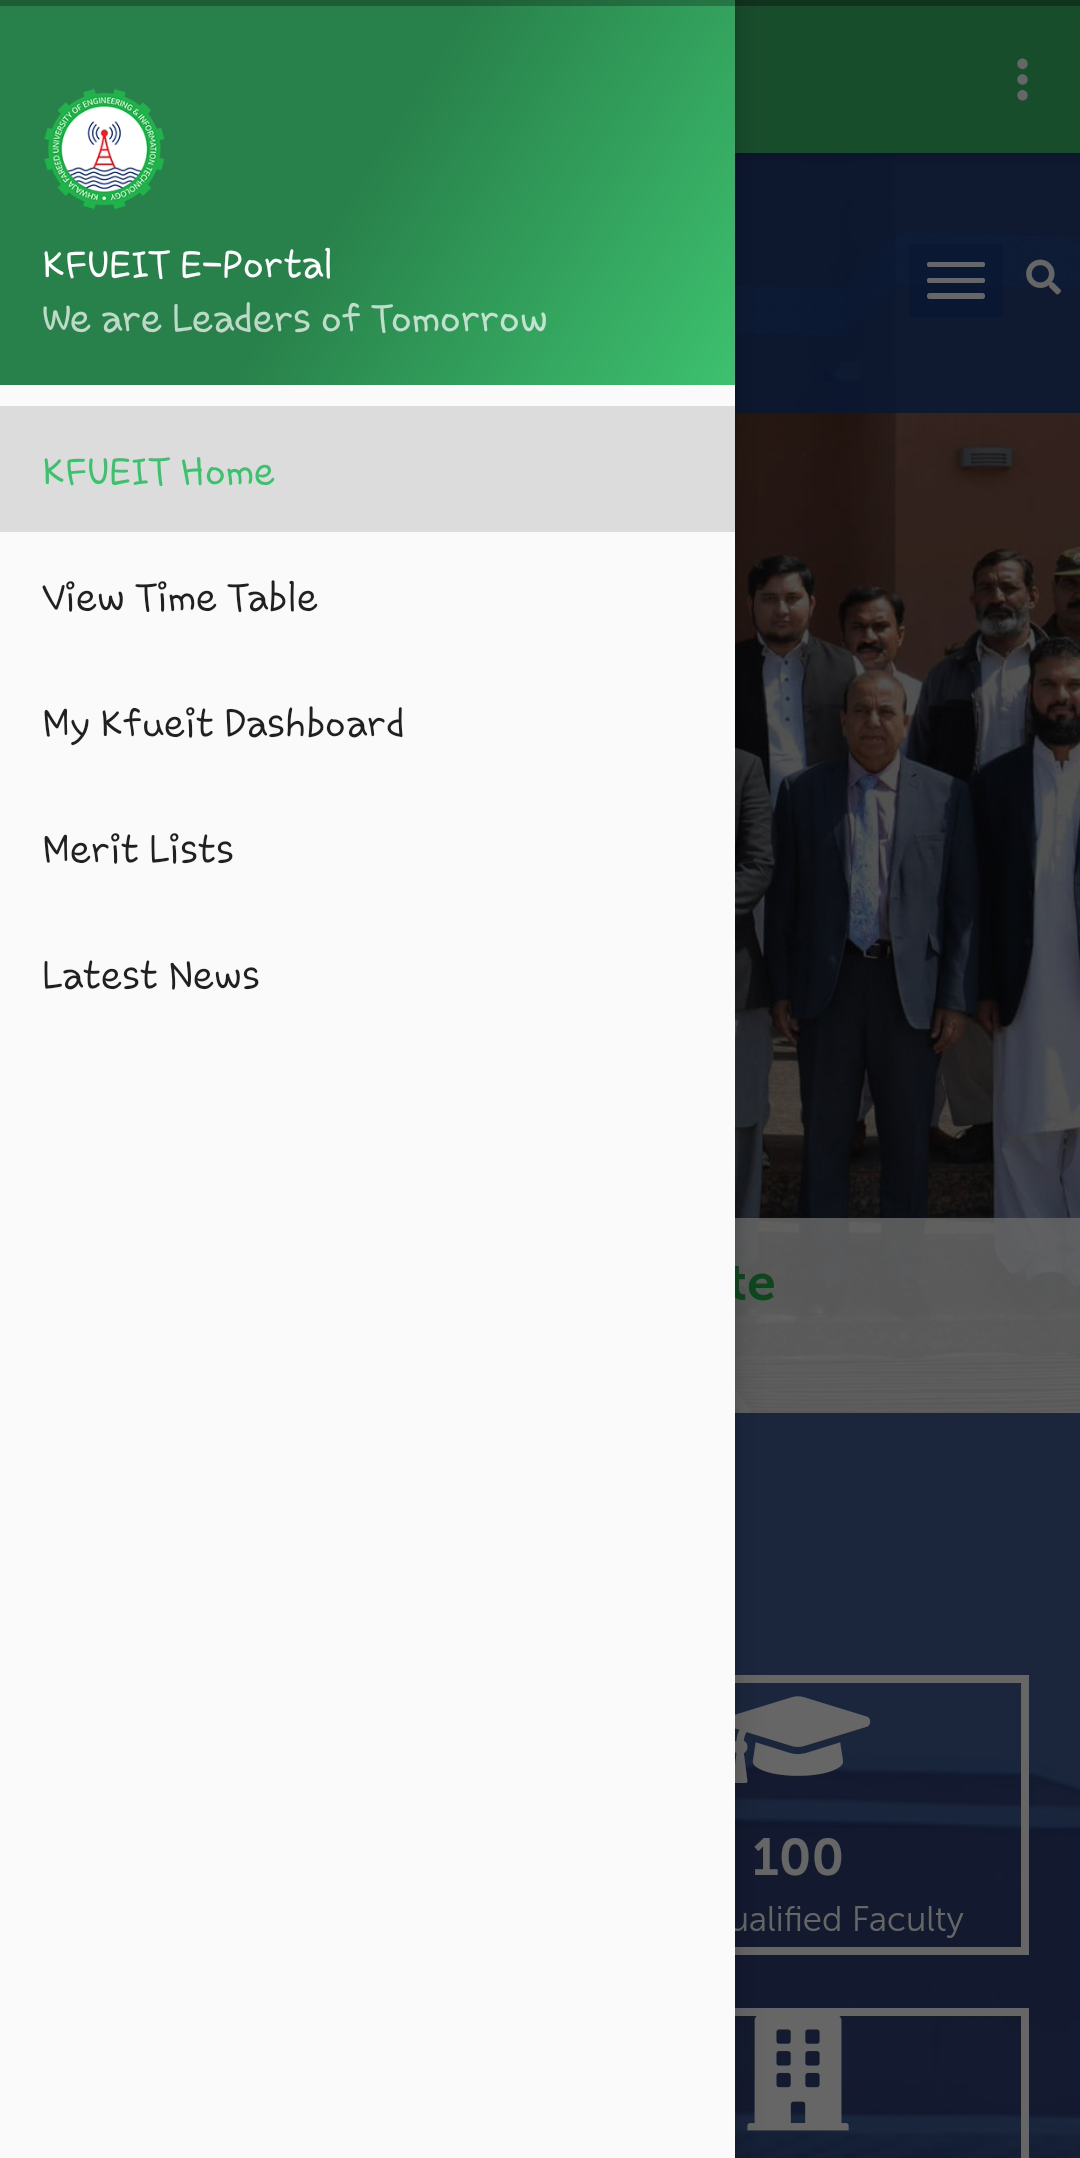 KHWAJA FAREED UNIVERSITY OF ENGINEERING & INFORMATION TECHNOLOGY
KFUEIT E-Portal
We are Leaders of Tomorrow
KFUEIT Home
View Time Table
My Kfueit Dashboard
Merit Lists
Latest News
te
100
ualified Faculty